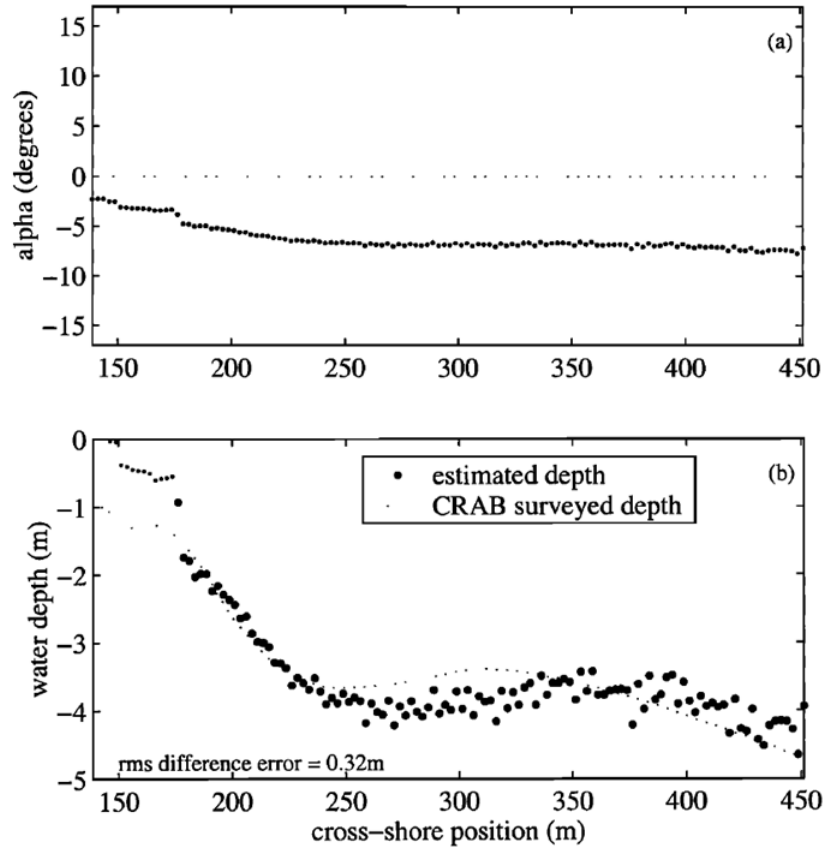 15
10
5
0
−5
−10
−15
alpha (degrees)
(a)
150 200 250 300 350 400 450
0
−1
−2
−3
−4
−5
water depth (m)
estimated depth
CRAB surveyed depth
(b)
rms difference error = 0.32m
150 200 250 300 350 400 450
cross−shore position (m)